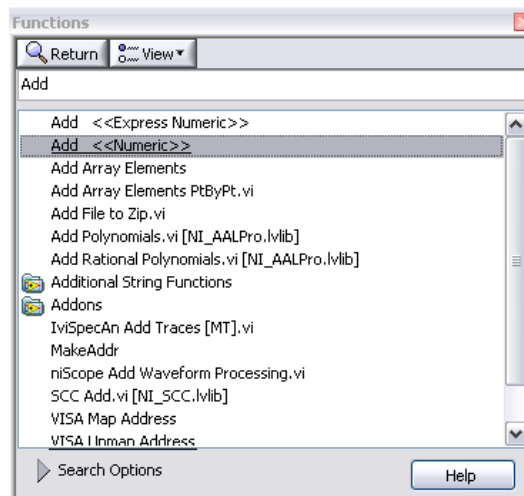 Functions
Return View
Add
Add <<Express Numeric>>
Add <<Numeric>>
Add Array Elements
Add Array Elements PtByPt.vi
Add File to Zip.vi
Add Polynomials.vi [NI_AALPro.lvlib]
Add Rational Polynomials.vi [NI_AALPro.lvlib]
Additional String Functions
Addons
IviSpecAn Add Traces [MT].vi
MakeAddr
niScope Add Waveform Processing.vi
SCC Add.vi [NI_SCC.lvlib]
VISA Map Address
VISA Unmap Address
Search Options
Help